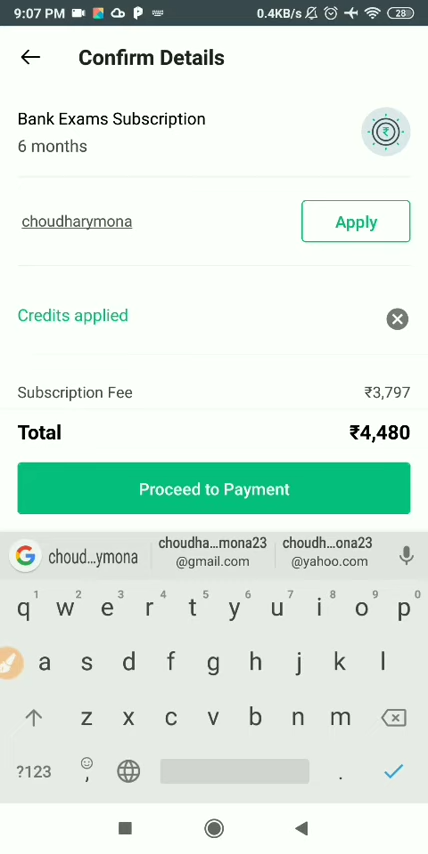 9:07 PM 0.4KB/s 28
Confirm Details
Bank Exams Subscription
6 months
choudharymona
Apply
Credits applied
Subscription Fee ₹3,797
Total ₹4,480
Proceed to Payment
choud...ymona choudha...mona23 choudh...ona23
@gmail.com @yahoo.com
1 2 3 4 5 6 7 8 9 0
q w e r t y u i o p
a s d f g h j k l
z x c v b n m
?123 , .